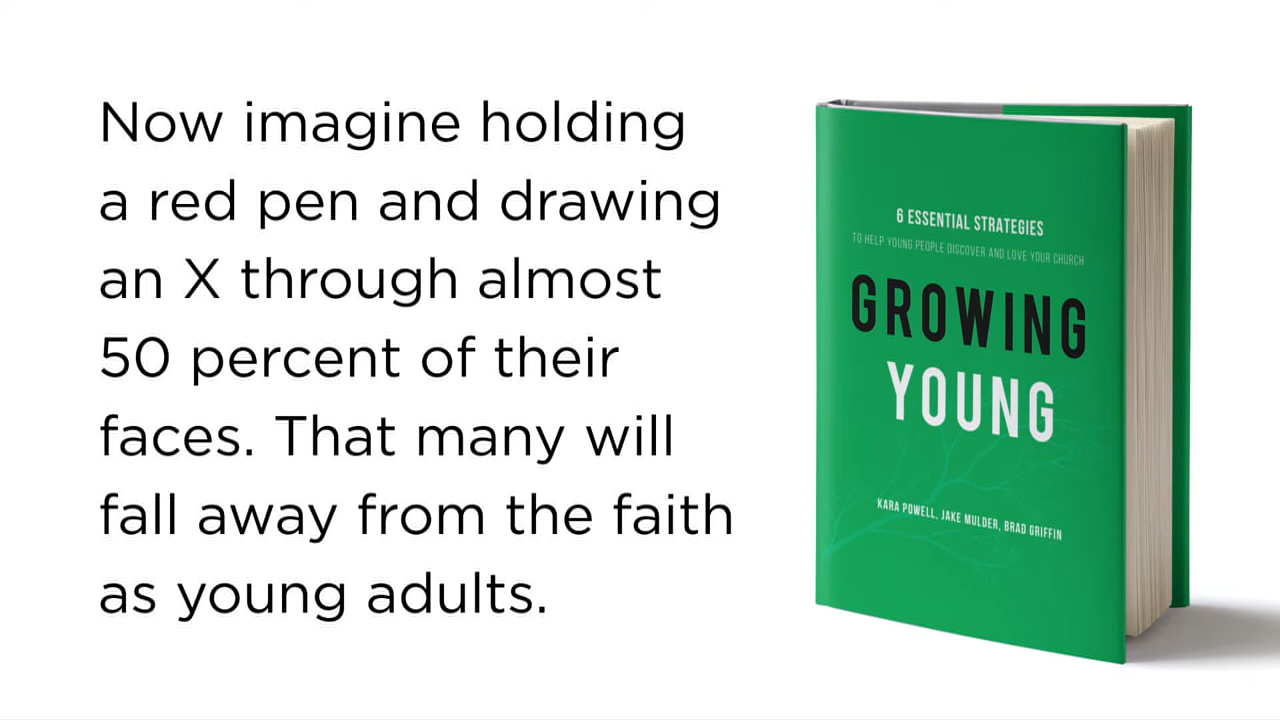 Now imagine holding
a red pen and drawing
an X through almost
50 percent of their
faces. That many will
fall away from the faith
as young adults.
6 ESSENTIAL STRATEGIES
TO HELP YOUNG PEOPLE DISCOVER AND LOVE YOUR CHURCH
GROWING
YOUNG
KARA POWELL, JAKE MULDER, BRAD GRIFFIN